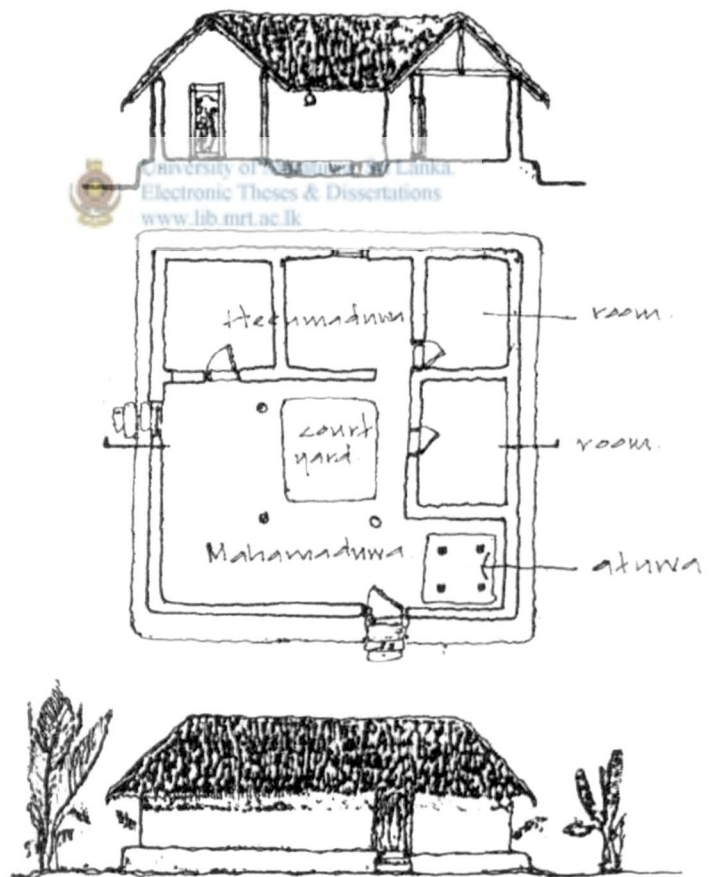 University of Moratuwa, Sri Lanka.
Electronic Theses & Dissertations
www.lib.mrt.ac.lk
room.
court
yard
room.
Mahamaduwa
atuwa